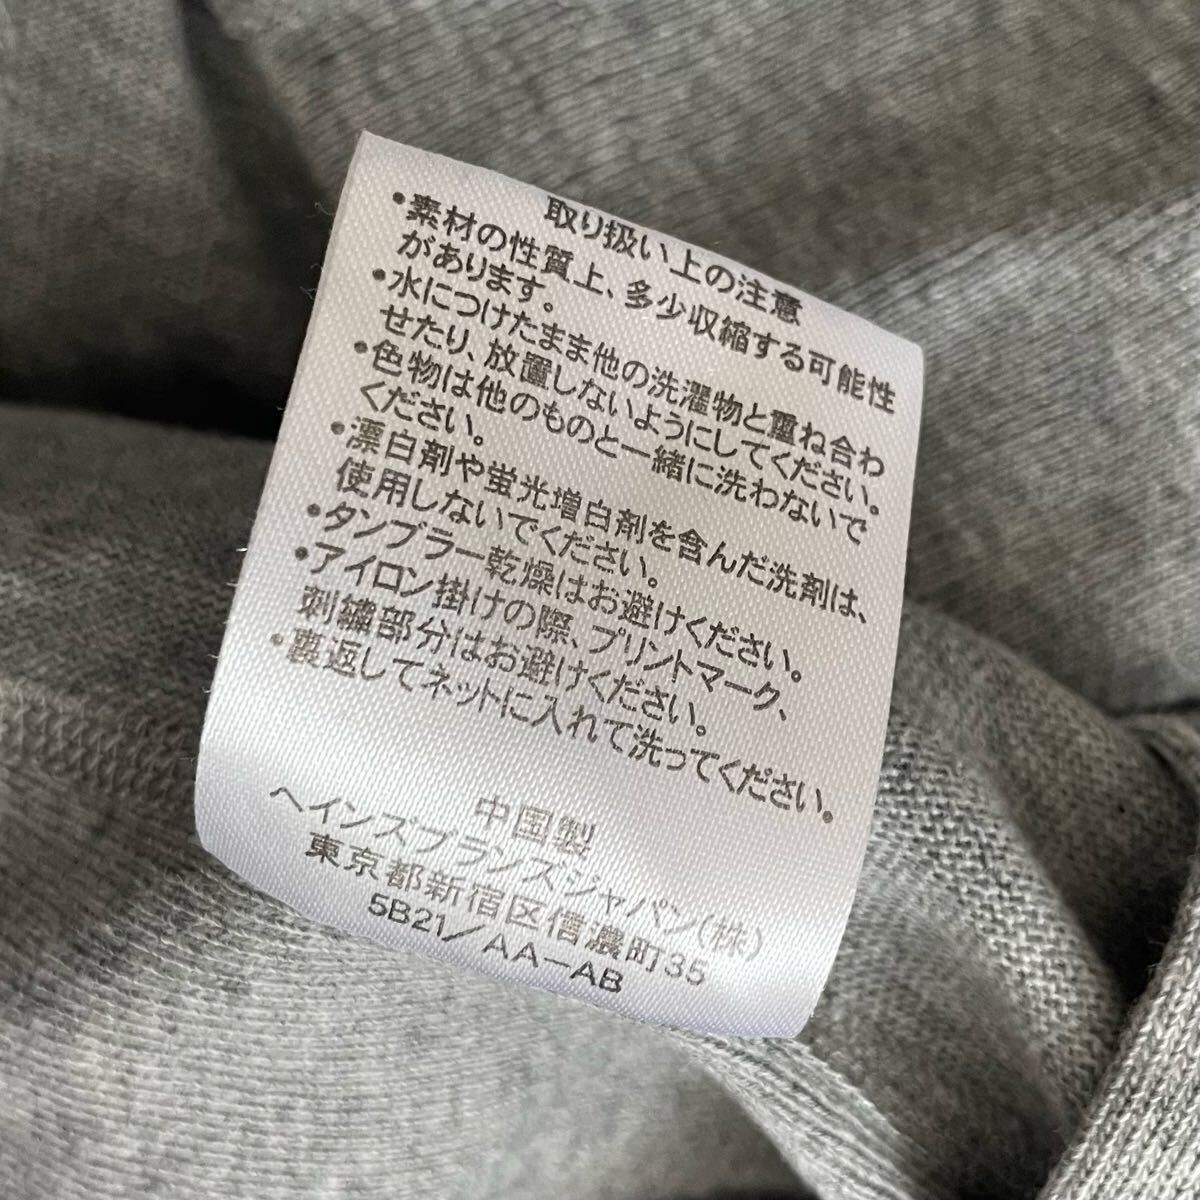 取り扱い上の注意
・素材の性質上、多少収縮する可能性
があります。
・水につけたまま他の洗濯物と重ね合わ
せたり、放置しないようにしてください。
・色物は他のものと一緒に洗わないで
ください。
・漂白剤や蛍光増白剤を含んだ洗剤は、
使用しないでください。
・タンブラー乾燥はお避けください。
・アイロン掛けの際、プリントマーク、
刺繍部分はお避けください。
・裏返してネットに入れて洗ってください。
中国製
ヘインズブランズジャパン(株)
東京都新宿区信濃町35
5B21／AA－AB